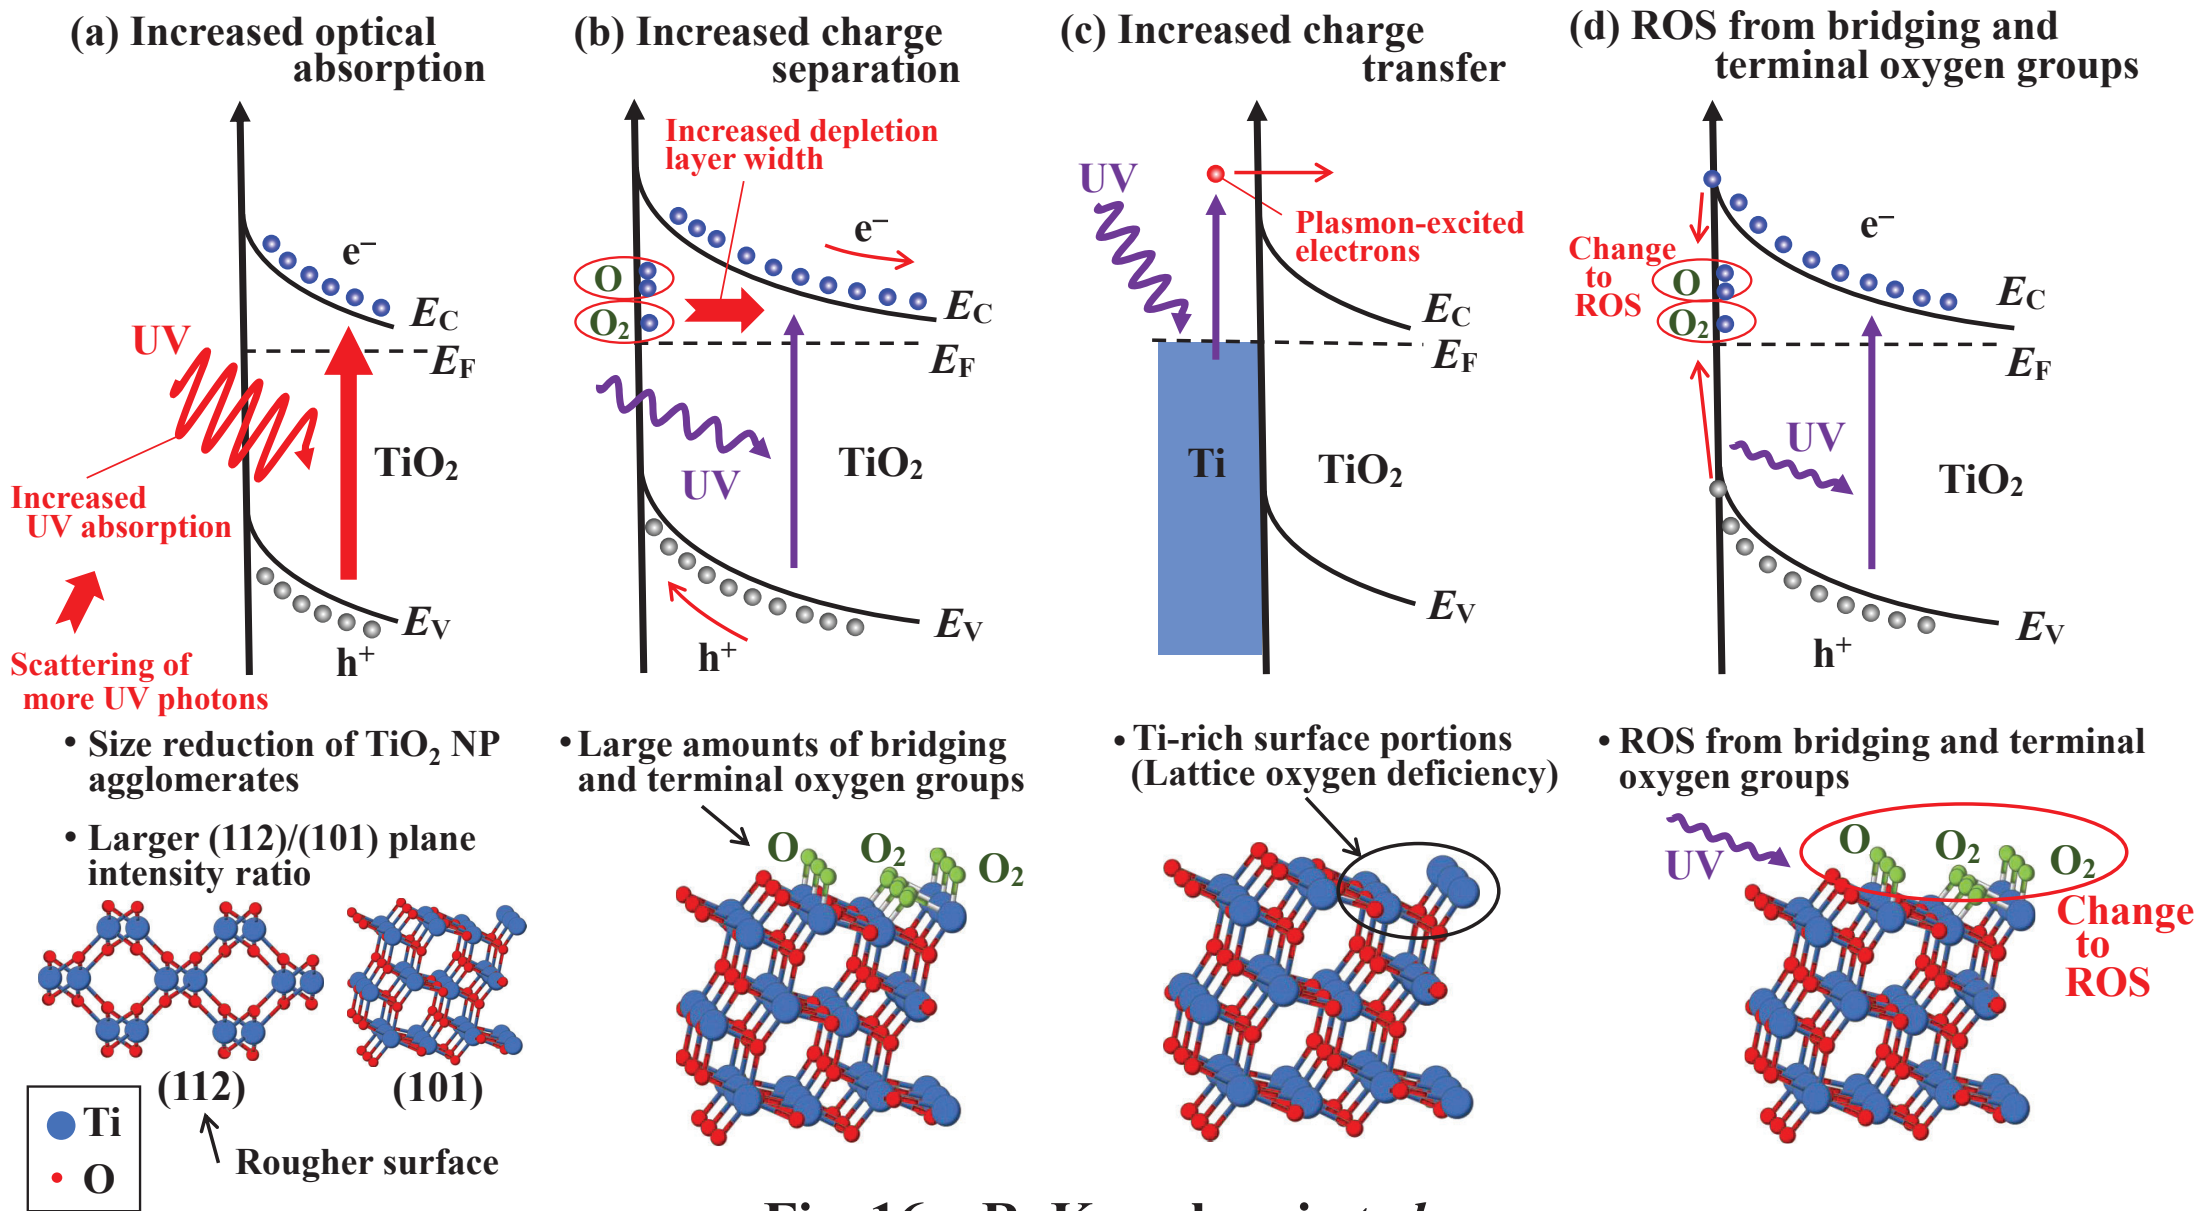 (a) Increased optical
absorption
UV
e⁻
E_C
E_F
TiO₂
Increased
UV absorption
E_V
h⁺
Scattering of
more UV photons
• Size reduction of TiO₂ NP
agglomerates
• Larger (112)/(101) plane
intensity ratio
(112)
(101)
Rougher surface
Ti
O
(b) Increased charge
separation
Increased depletion
layer width
e⁻
O
O₂
E_C
E_F
UV
TiO₂
E_V
h⁺
• Large amounts of bridging
and terminal oxygen groups
O
O₂
O₂
(c) Increased charge
transfer
UV
Plasmon-excited
electrons
E_C
E_F
Ti
TiO₂
E_V
• Ti-rich surface portions
(Lattice oxygen deficiency)
(d) ROS from bridging and
terminal oxygen groups
e⁻
Change
to
ROS
O
O₂
E_C
E_F
UV
TiO₂
E_V
h⁺
• ROS from bridging and terminal
oxygen groups
UV
O
O₂
O₂
Change
to
ROS